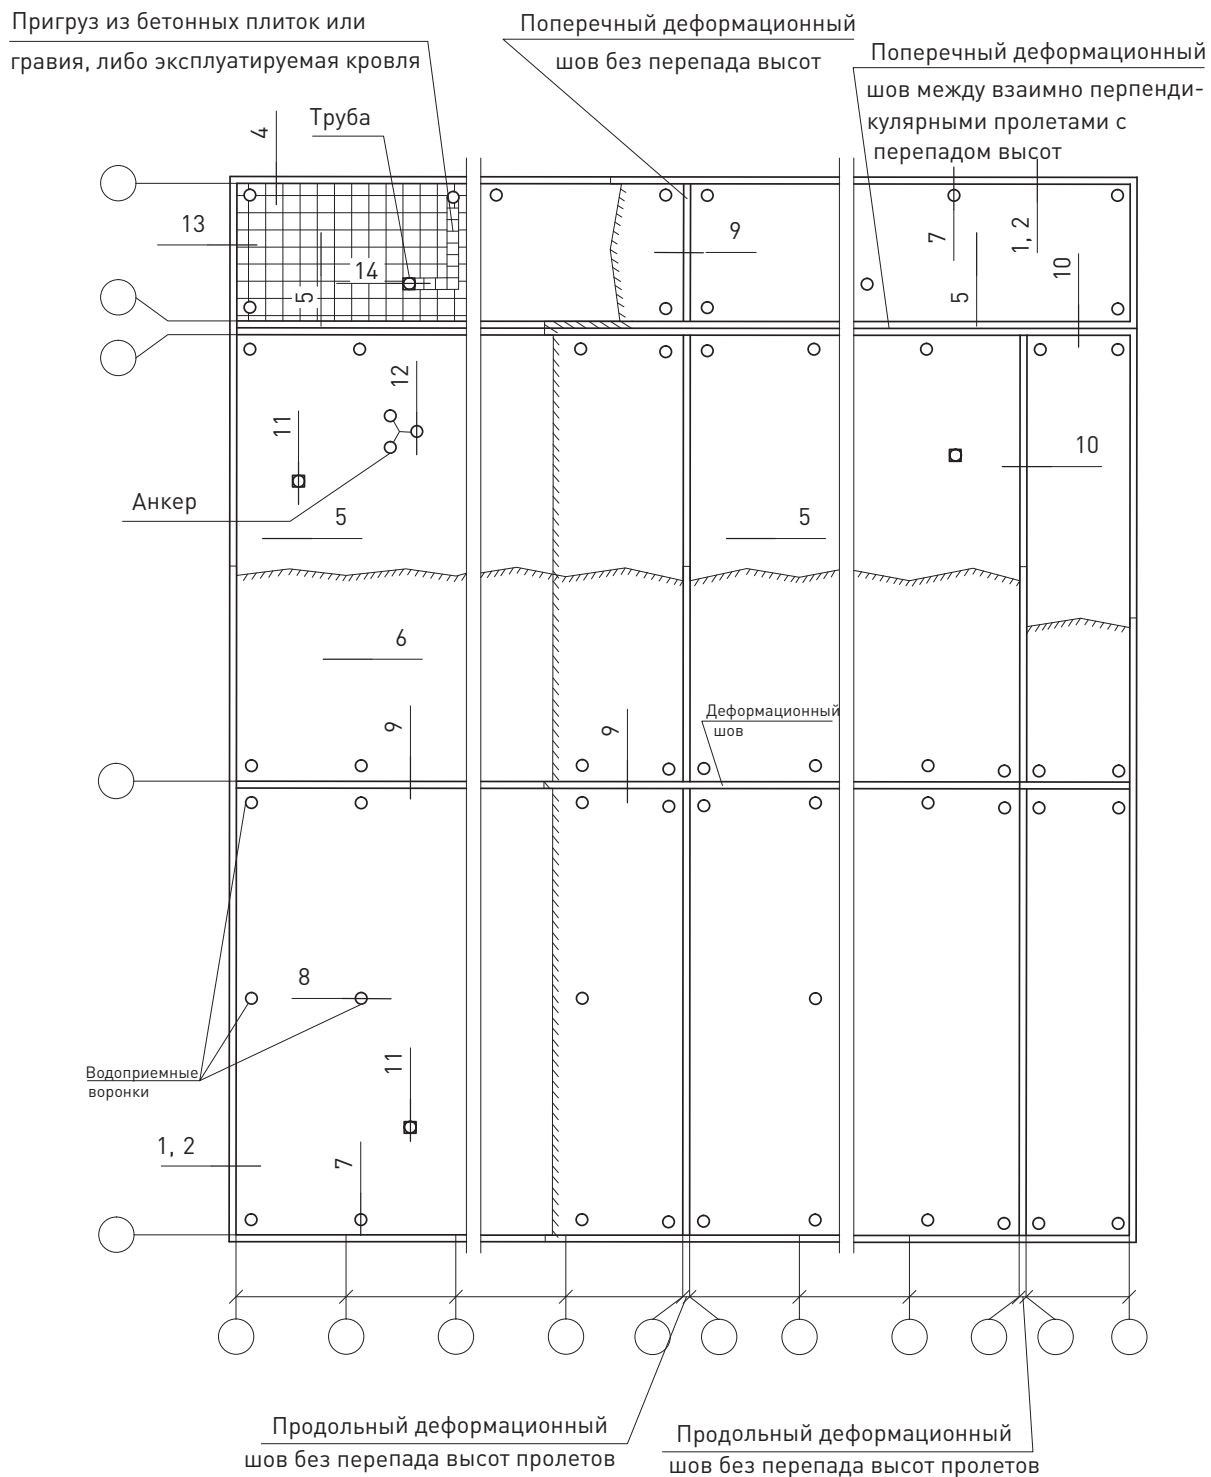 Пригруз из бетонных плиток или
гравия, либо эксплуатируемая кровля
Поперечный деформационный
шов без перепада высот
Поперечный деформационный
шов между взаимно перпенди-
кулярными пролетами с
перепадом высот
Труба
4
13
14
5
9
7
1, 2
5
10
12
11
10
Анкер
5
5
6
9
9
Деформационный
шов
8
Водоприемные
воронки
11
1, 2
7
Продольный деформационный
шов без перепада высот пролетов
Продольный деформационный
шов без перепада высот пролетов